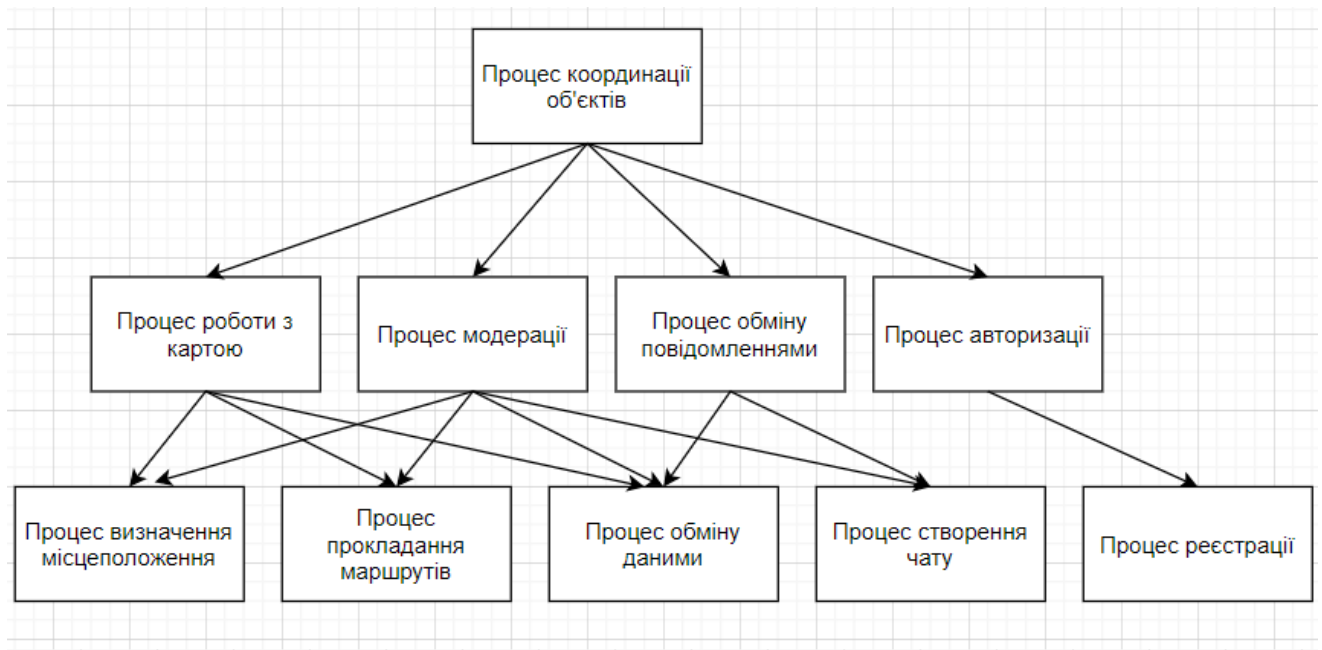 Процес координації
об'єктів
Процес роботи з
картою
Процес модерації
Процес обміну
повідомленнями
Процес авторизації
Процес визначення
місцеположення
Процес
прокладання
маршрутів
Процес обміну
даними
Процес створення
чату
Процес реєстрації